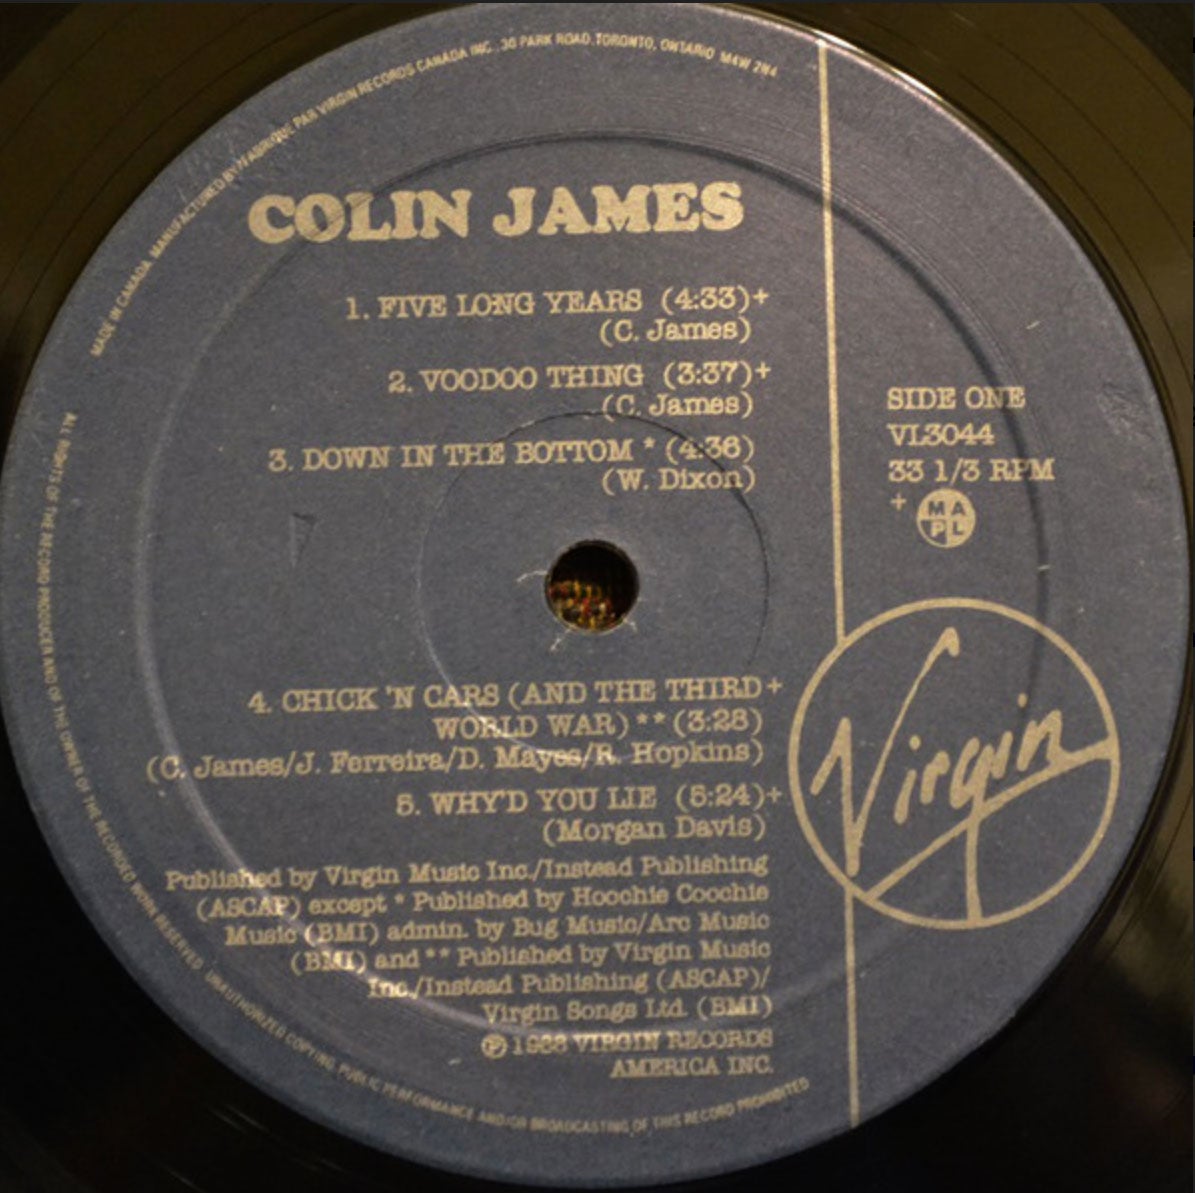 MADE IN CANADA. MANUFACTURED BY/FABRIQUE PAR VIRGIN RECORDS CANADA INC., 36 PARK ROAD, TORONTO, ONTARIO M4W 2N4
COLIN JAMES
1. FIVE LONG YEARS (4:33)+
(C. James)
2. VOODOO THING (3:37)+
(C. James)
3. DOWN IN THE BOTTOM * (4:36)
(W. Dixon)
SIDE ONE
VL3044
33 1/3 RPM
+ MAPL
4. CHICK 'N CARS (AND THE THIRD+
WORLD WAR)** (3:28)
(C. James/J. Ferreira/D. Mayes/R. Hopkins)
5. WHY'D YOU LIE (5:24)+
(Morgan Davis)
Virgin
Published by Virgin Music Inc./Instead Publishing
(ASCAP) except * Published by Hoochie Coochie
Music (BMI) admin. by Bug Music/Arc Music
(BMI) and ** Published by Virgin Music
Inc./Instead Publishing (ASCAP)/
Virgin Songs Ltd. (BMI)
℗ 1988 VIRGIN RECORDS
AMERICA INC.
ALL RIGHTS OF THE RECORD PRODUCER AND OF THE OWNER OF THE RECORDED WORK RESERVED. UNAUTHORIZED COPYING, PUBLIC PERFORMANCE AND/OR BROADCASTING OF THIS RECORD PROHIBITED